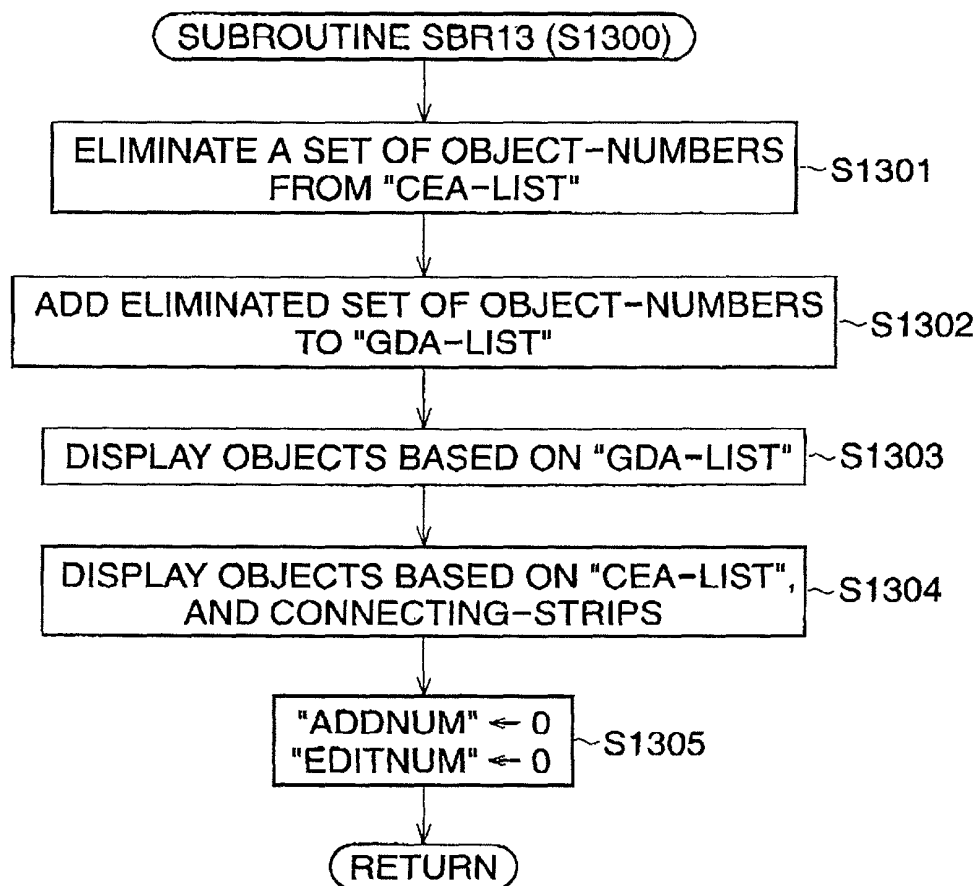 SUBROUTINE SBR13 (S1300)
ELIMINATE A SET OF OBJECT-NUMBERS
FROM "CEA-LIST"
S1301
ADD ELIMINATED SET OF OBJECT-NUMBERS
TO "GDA-LIST"
S1302
DISPLAY OBJECTS BASED ON "GDA-LIST"
S1303
DISPLAY OBJECTS BASED ON "CEA-LIST",
AND CONNECTING-STRIPS
S1304
"ADDNUM" ← 0
"EDITNUM" ← 0
S1305
RETURN